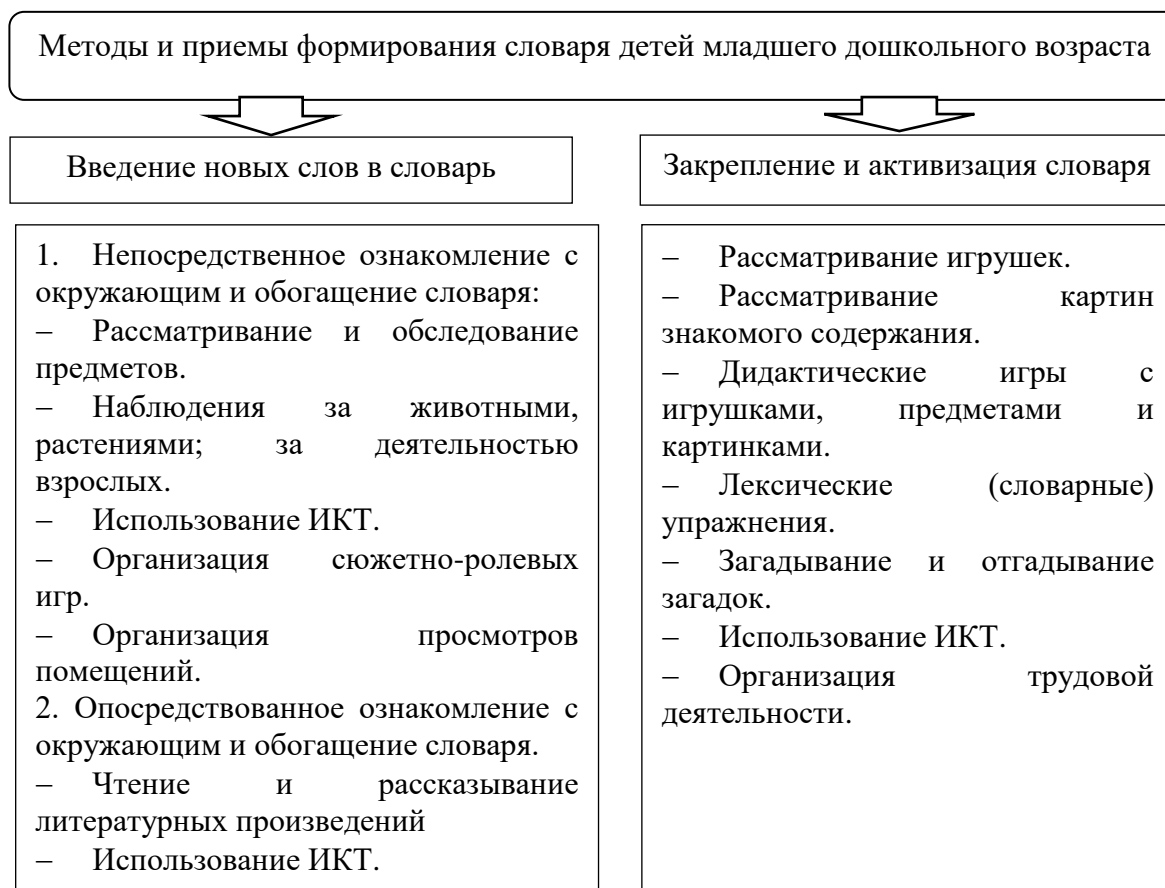 Методы и приемы формирования словаря детей младшего дошкольного возраста
Введение новых слов в словарь
Закрепление и активизация словаря
1. Непосредственное ознакомление с
окружающим и обогащение словаря:
− Рассматривание и обследование
предметов.
− Наблюдения за животными,
растениями; за деятельностью
взрослых.
− Использование ИКТ.
− Организация сюжетно-ролевых
игр.
− Организация просмотров
помещений.
2. Опосредствованное ознакомление с
окружающим и обогащение словаря.
− Чтение и рассказывание
литературных произведений
− Использование ИКТ.
− Рассматривание игрушек.
− Рассматривание картин
знакомого содержания.
− Дидактические игры с
игрушками, предметами и
картинками.
− Лексические (словарные)
упражнения.
− Загадывание и отгадывание
загадок.
− Использование ИКТ.
− Организация трудовой
деятельности.